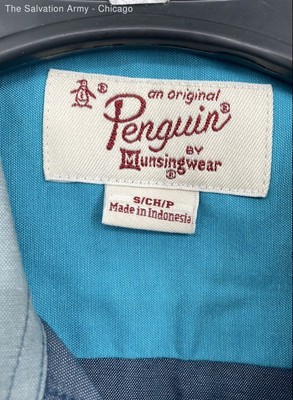 The Salvation Army - Chicago
an original
Penguin®
BY
Munsingwear
®
S/CH/P
Made in Indonesia